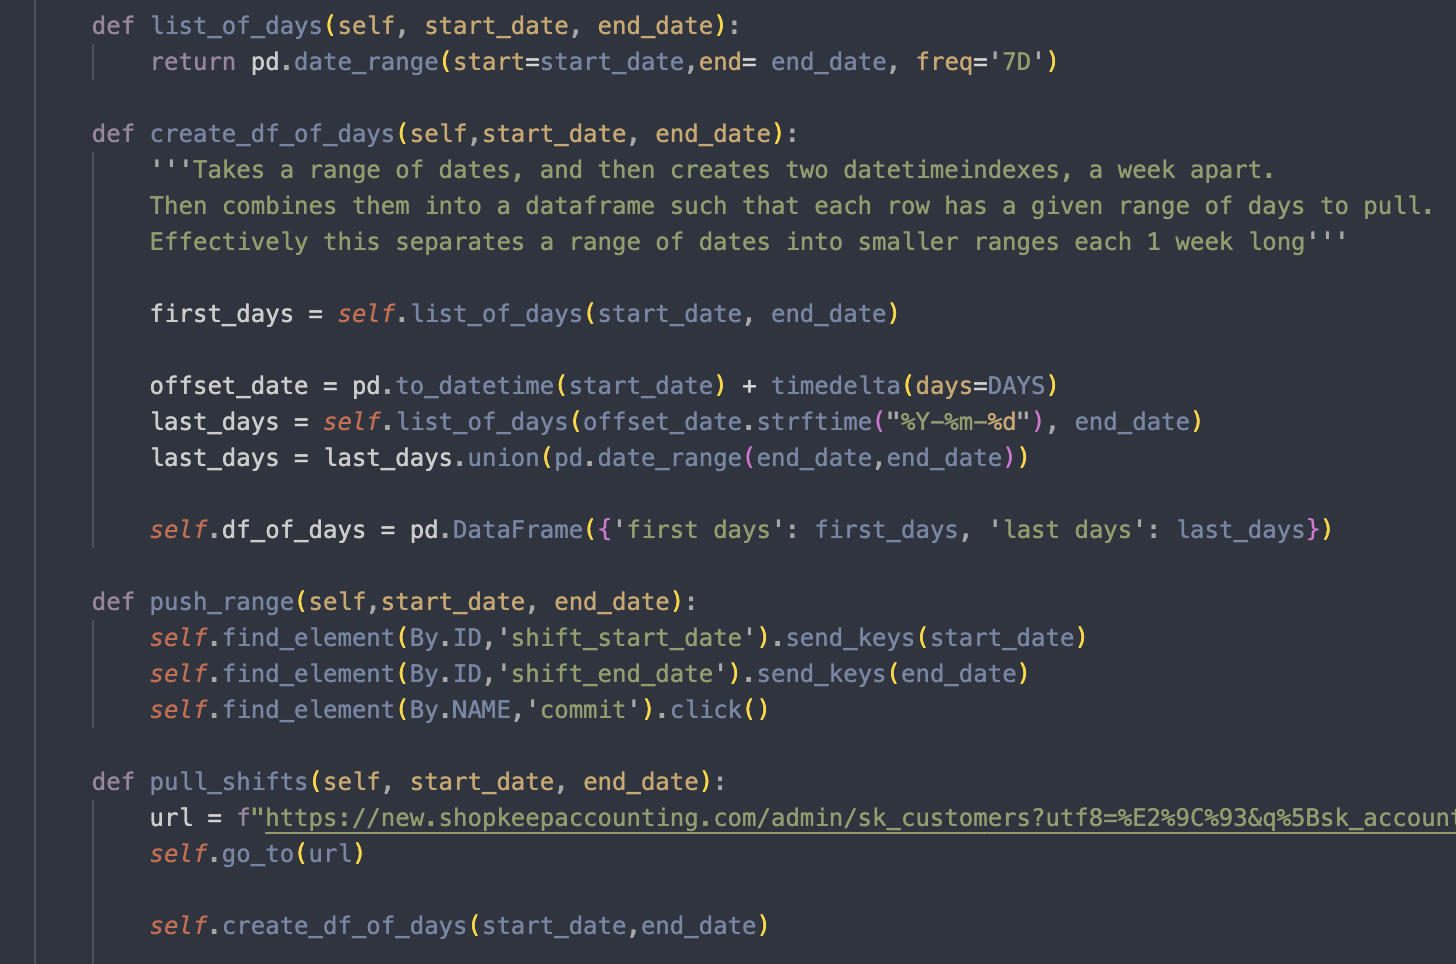 def list_of_days(self, start_date, end_date):
return pd.date_range(start=start_date,end= end_date, freq='7D')
def create_df_of_days(self,start_date, end_date):
'''Takes a range of dates, and then creates two datetimeindexes, a week apart.
Then combines them into a dataframe such that each row has a given range of days to pull.
Effectively this separates a range of dates into smaller ranges each 1 week long'''
first_days = self.list_of_days(start_date, end_date)
offset_date = pd.to_datetime(start_date) + timedelta(days=DAYS)
last_days = self.list_of_days(offset_date.strftime("%Y-%m-%d"), end_date)
last_days = last_days.union(pd.date_range(end_date,end_date))
self.df_of_days = pd.DataFrame({'first days': first_days, 'last days': last_days})
def push_range(self,start_date, end_date):
self.find_element(By.ID,'shift_start_date').send_keys(start_date)
self.find_element(By.ID,'shift_end_date').send_keys(end_date)
self.find_element(By.NAME,'commit').click()
def pull_shifts(self, start_date, end_date):
url = f"https://new.shopkeepaccounting.com/admin/sk_customers?utf8=%E2%9C%93&q%5Bsk_account
self.go_to(url)
self.create_df_of_days(start_date,end_date)